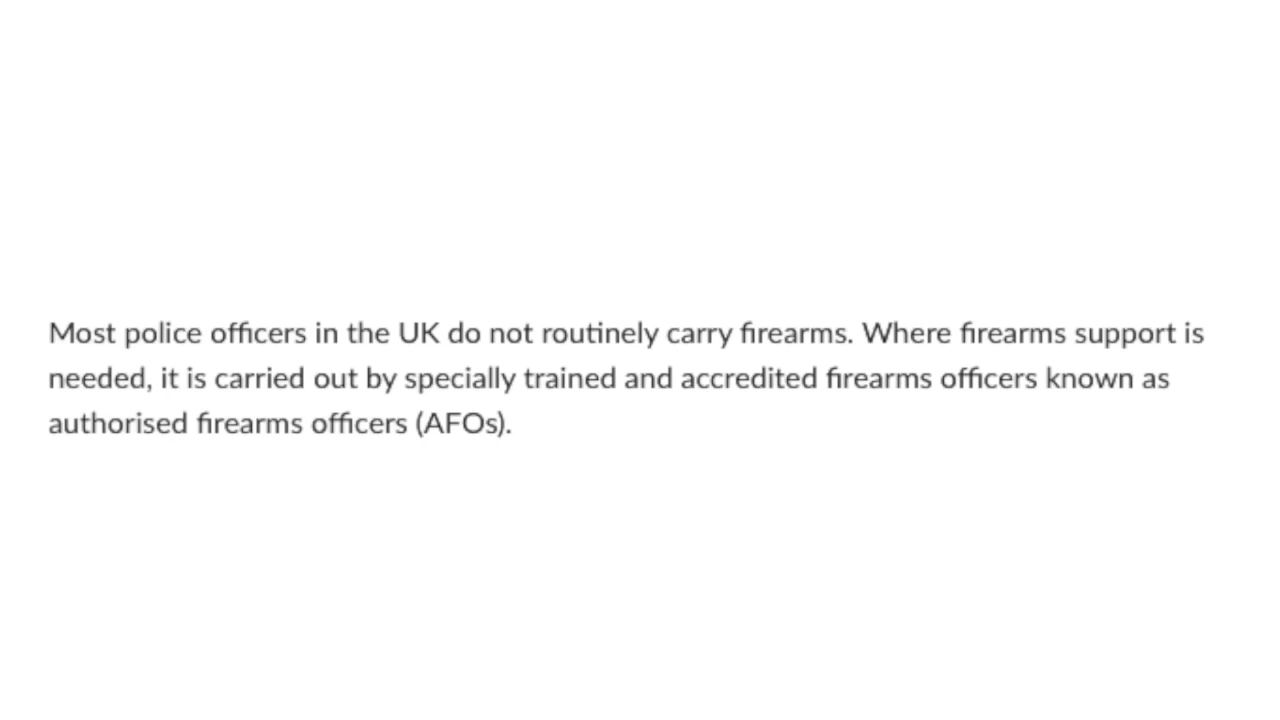 Most police officers in the UK do not routinely carry firearms. Where firearms support is
needed, it is carried out by specially trained and accredited firearms officers known as
authorised firearms officers (AFOs).